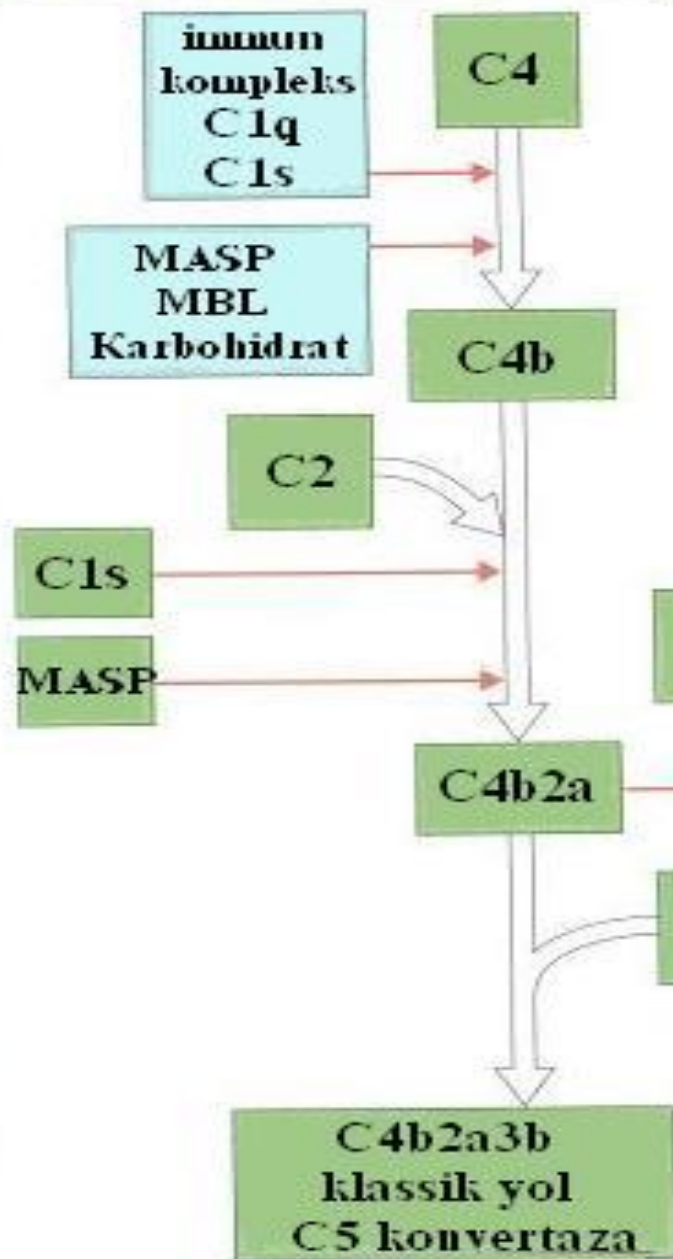 immun
kompleks
C1q
C1s
C4
MASP
MBL
Karbohidrat
C4b
C2
C1s
MASP
C4b2a
C4b2a3b
klassik yol
C5 konvertaza